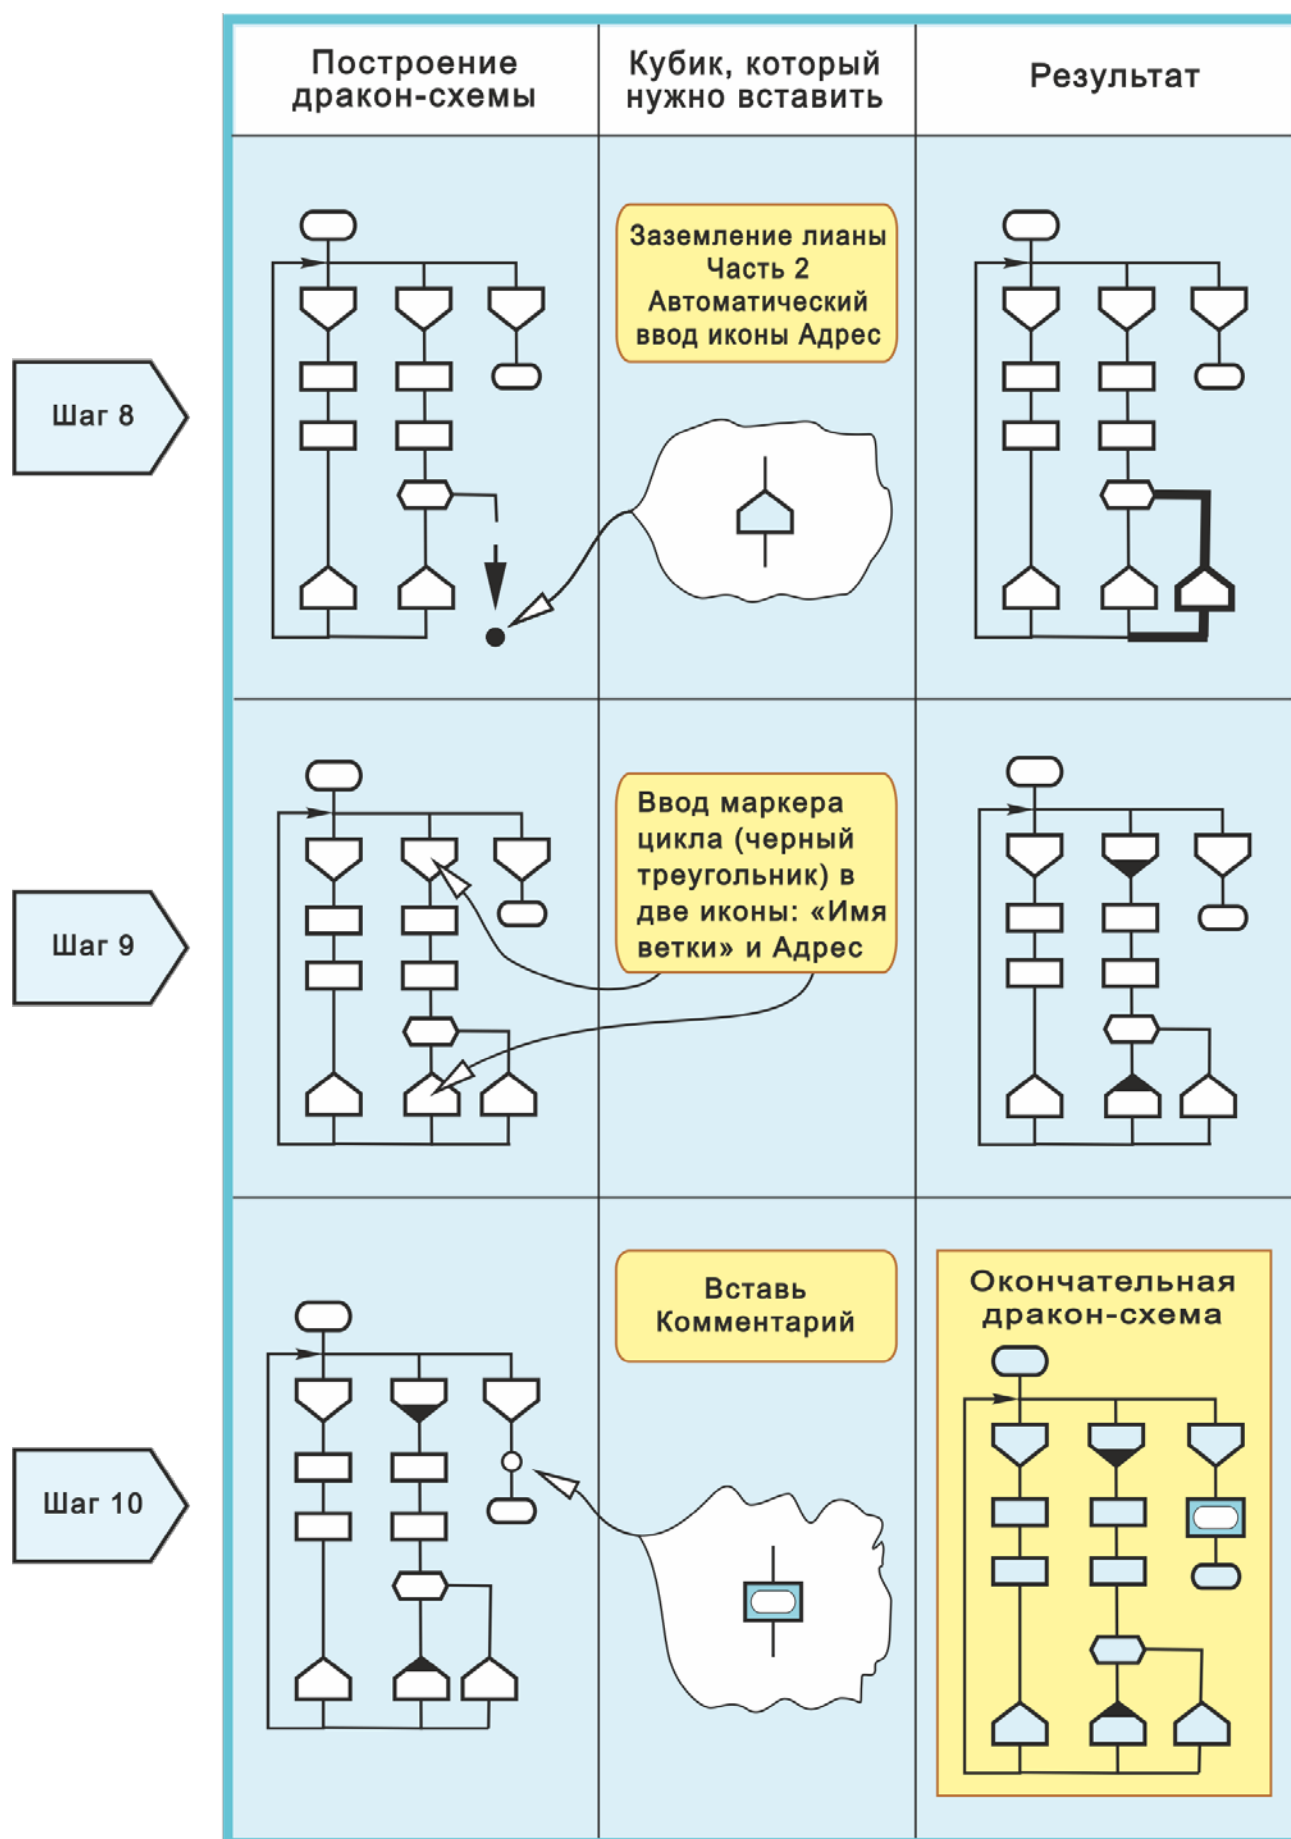 Построение
дракон-схемы
Кубик, который
нужно вставить
Результат
Шаг 8
Заземление лианы
Часть 2
Автоматический
ввод иконы Адрес
Шаг 9
Ввод маркера
цикла (черный
треугольник) в
две иконы: «Имя
ветки» и Адрес
Шаг 10
Вставь
Комментарий
Окончательная
дракон-схема